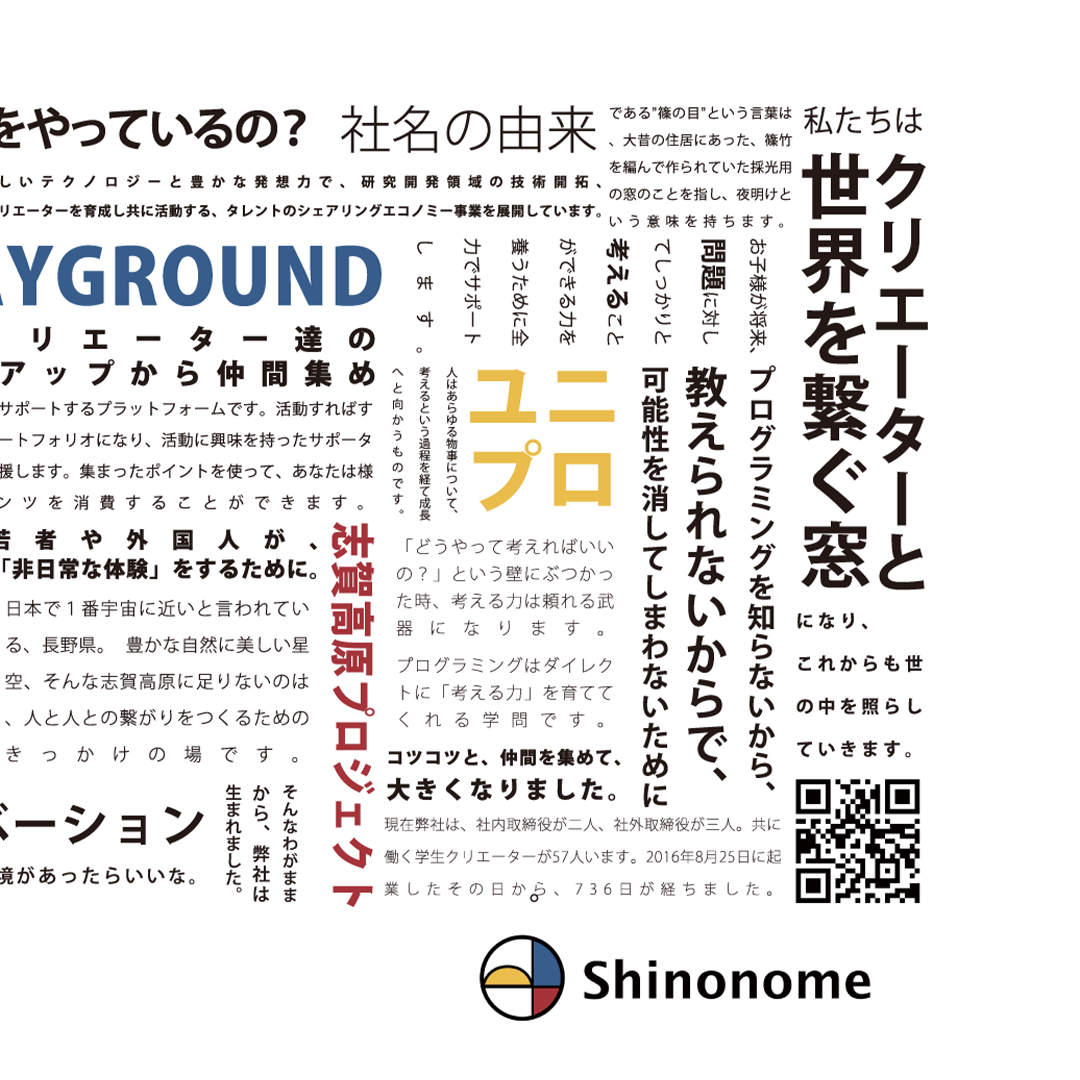 をやっているの？
しいテクノロジーと豊かな発想力で、研究開発領域の技術開拓、
リエーターを育成し共に活動する、タレントのシェアリングエコノミー事業を展開しています。
社名の由来
である"篠の目"という言葉は
、大昔の住居にあった、篠竹
を編んで作られていた採光用
の窓のことを指し、夜明けと
いう意味を持ちます。
私たちは
クリエーターと
世界を繋ぐ窓
になり、
これからも世
の中を照らし
ていきます。
AYGROUND
リエーター達の
アップから仲間集め
サポートするプラットフォームです。活動すればす
ートフォリオになり、活動に興味を持ったサポータ
援します。集まったポイントを使って、あなたは様
ンツを消費することができます。
お子様が将来、
問題に対し
てしっかりと
考えること
ができる力を
養うために全
力でサポート
します。
ユニ
プロ
人はあらゆる物事について、
考えるという過程を経て成長
へと向かうものです。
「どうやって考えればいい
の？」という壁にぶつかっ
た時、考える力は頼れる武
器になります。
プログラミングはダイレク
トに「考える力」を育てて
くれる学問です。
プログラミングを知らないから、
教えられないからで、
可能性を消してしまわないために
若者や外国人が、
「非日常な体験」をするために。
日本で１番宇宙に近いと言われてい
る、長野県。 豊かな自然に美しい星
空、そんな志賀高原に足りないのは
、人と人との繋がりをつくるための
きっかけの場です。
志賀高原プロジェクト
コツコツと、仲間を集めて、
大きくなりました。
現在弊社は、社内取締役が二人、社外取締役が三人。共に
働く学生クリエーターが57人います。2016年8月25日に起
業したその日から、736日が経ちました。
。
ベーション
境があったらいいな。
そんなわがまま
から、弊社は
生まれました。
Shinonome